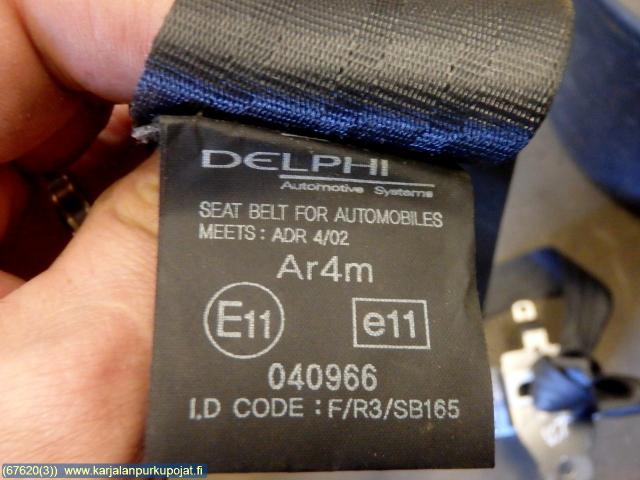 DELPHI
Automotive Systems
SEAT BELT FOR AUTOMOBILES
MEETS : ADR 4/02
Ar4m
E11 e11
040966
I.D CODE : F/R3/SB165
(67620(3)) www.karjalanpurkupojat.fi